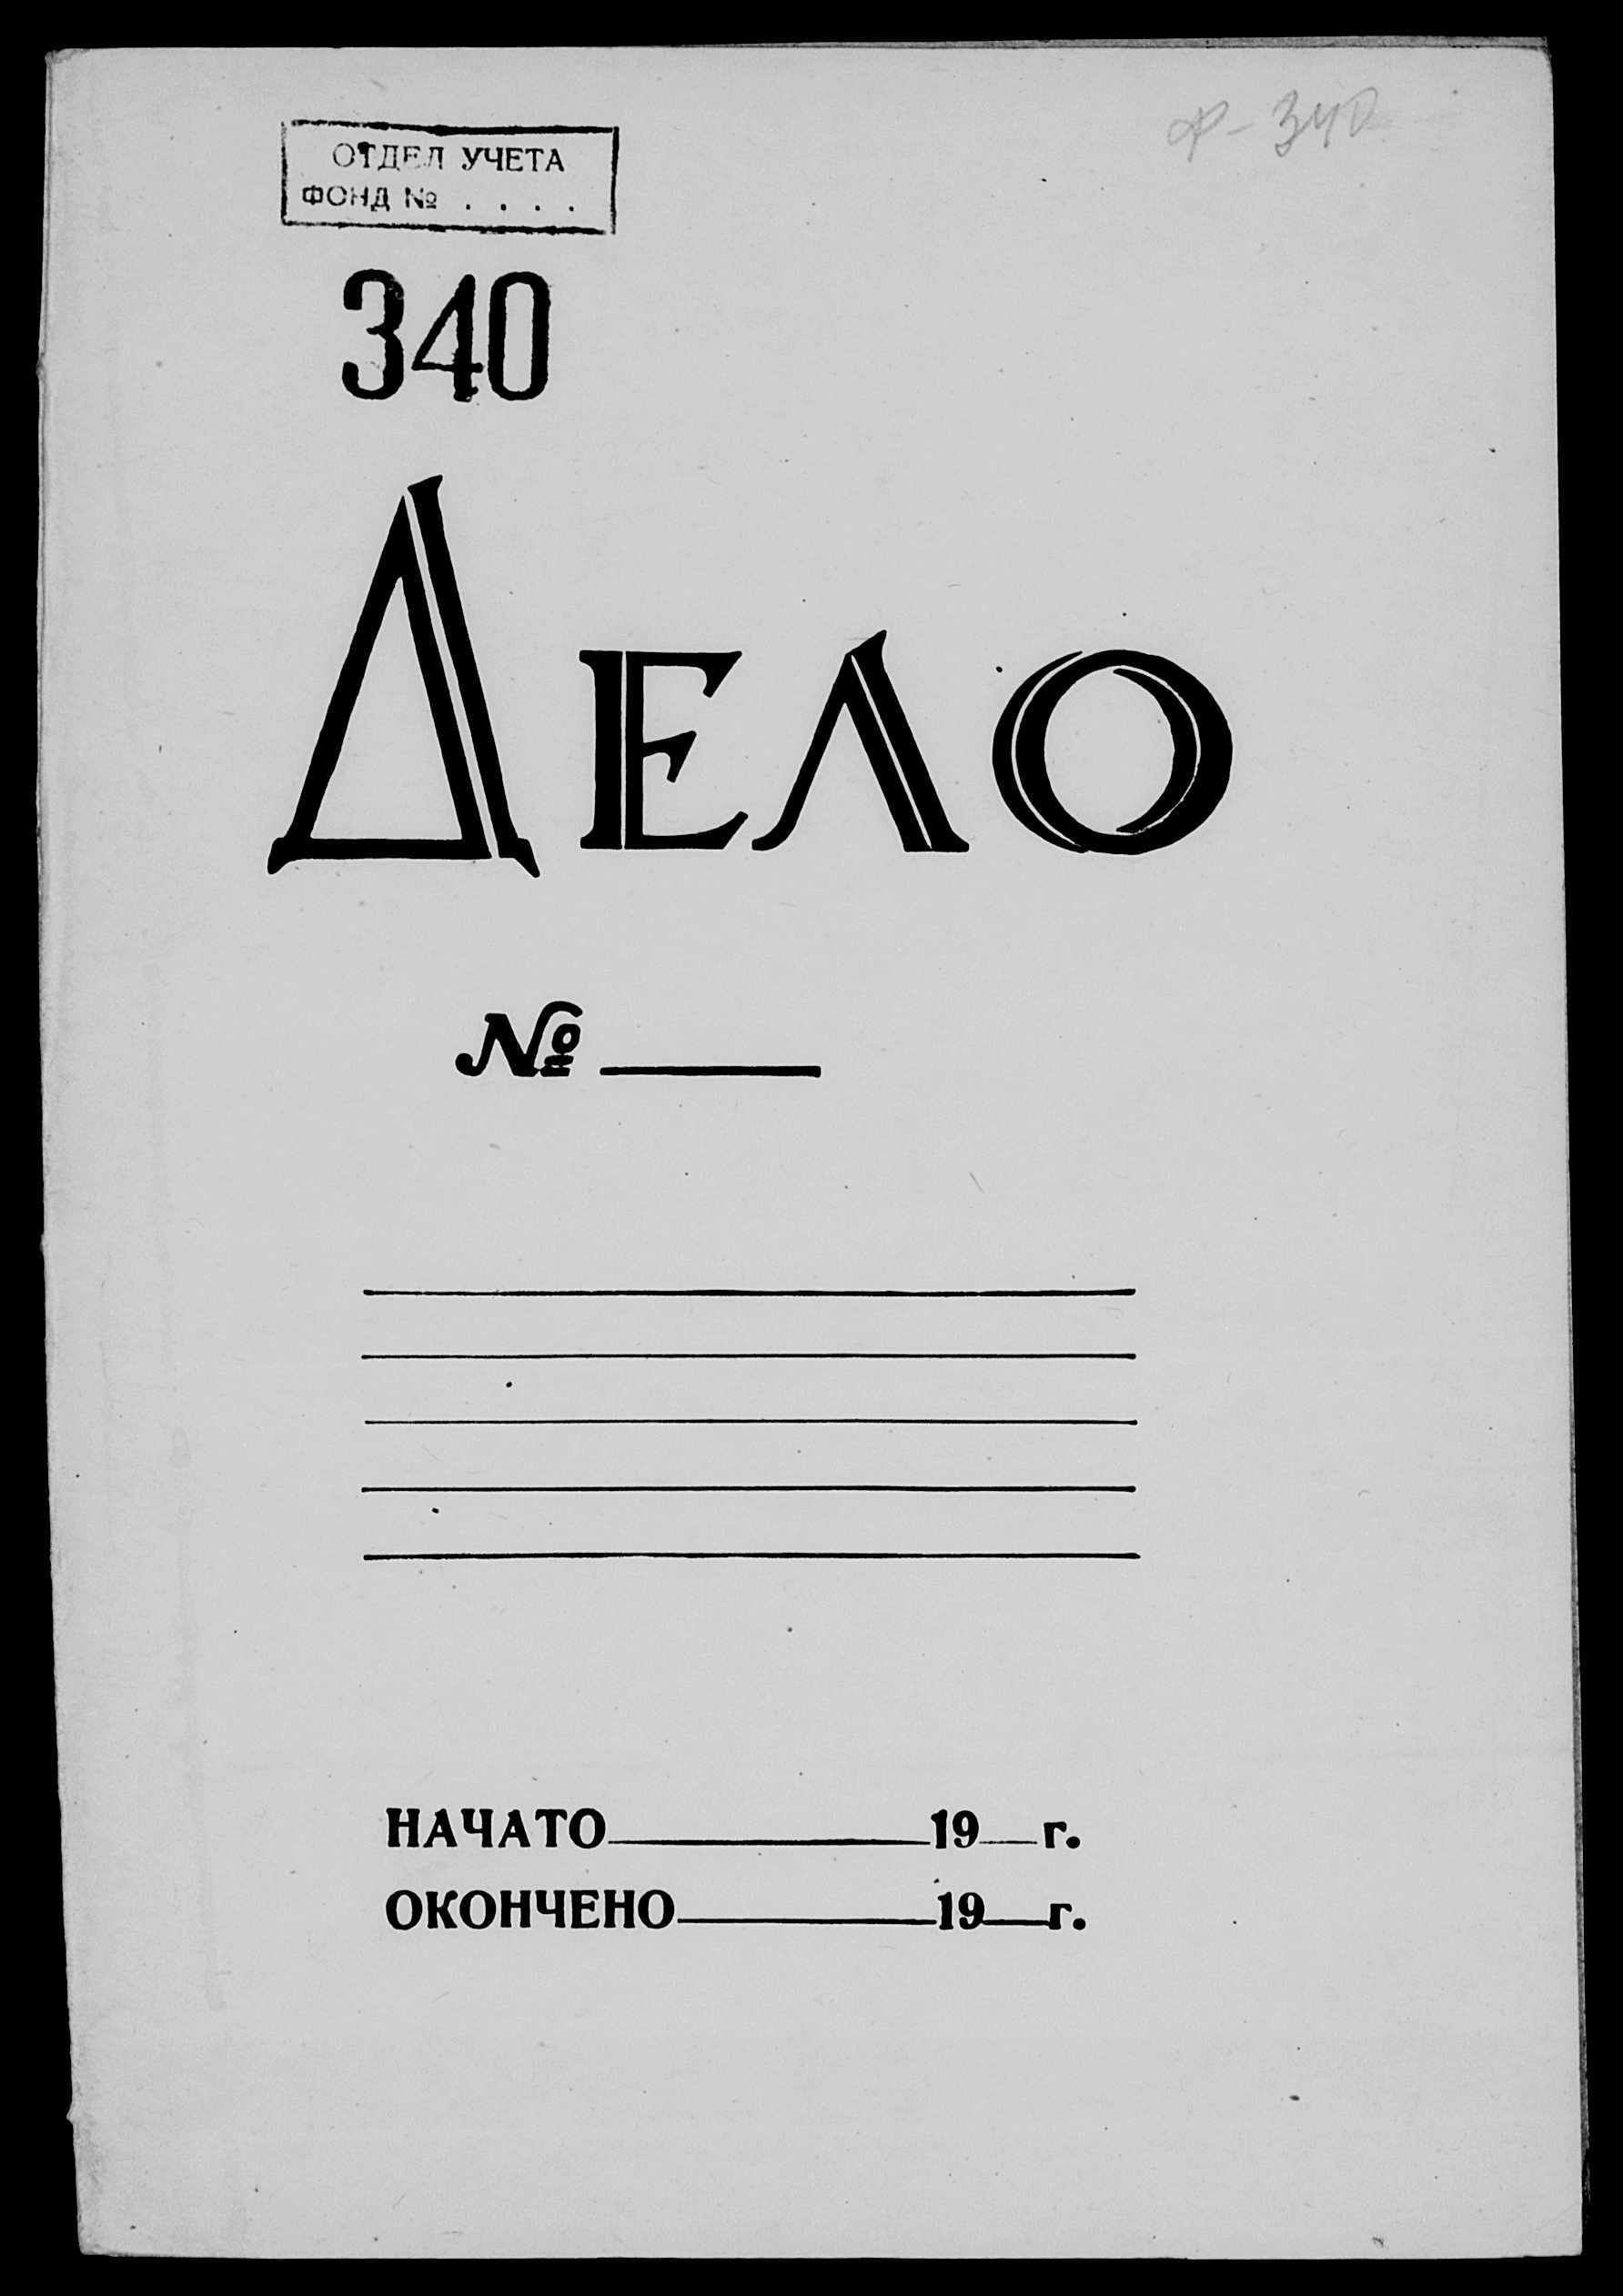 ф-340
ОТДЕЛ УЧЕТА
ФОНД № . . . .
340
ДЕЛО
№
НАЧАТО 19 г.
ОКОНЧЕНО 19 г.